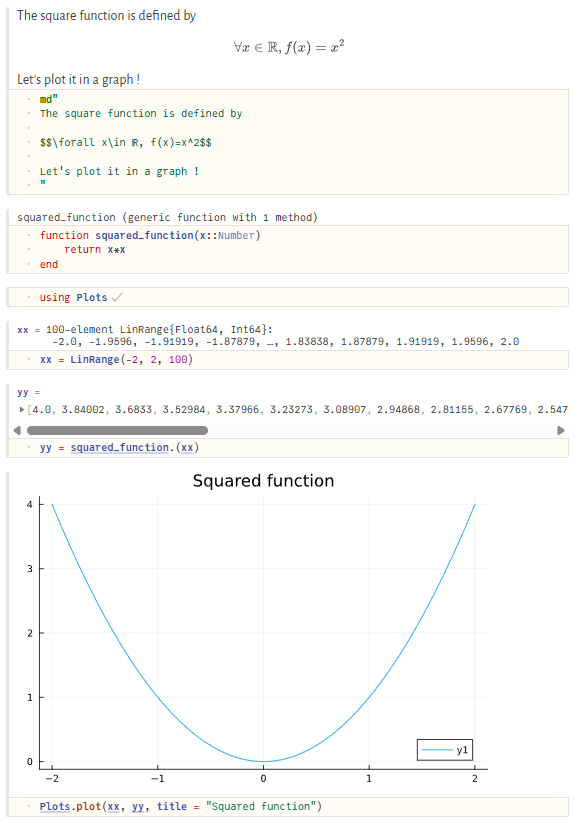 The square function is defined by
∀x ∈ ℝ, f(x) = x²
Let's plot it in a graph !
md"
The square function is defined by
$$\forall x\in ℝ, f(x)=x^2$$
Let's plot it in a graph !
"
squared_function (generic function with 1 method)
function squared_function(x::Number)
    return x*x
end
using Plots ✓
xx = 100-element LinRange{Float64, Int64}:
-2.0, -1.9596, -1.91919, -1.87879, …, 1.83838, 1.87879, 1.91919, 1.9596, 2.0
xx = LinRange(-2, 2, 100)
yy =
▶[4.0, 3.84002, 3.6833, 3.52984, 3.37966, 3.23273, 3.08907, 2.94868, 2.81155, 2.67769, 2.547
yy = squared_function.(xx)
Squared function
4
3
2
1
0
y1
−2 −1 0 1 2
Plots.plot(xx, yy, title = "Squared function")